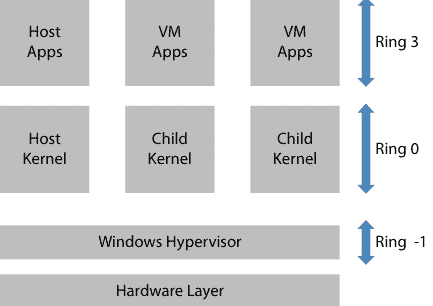 Host
Apps
VM
Apps
VM
Apps
Ring 3
Host
Kernel
Child
Kernel
Child
Kernel
Ring 0
Windows Hypervisor
Ring -1
Hardware Layer